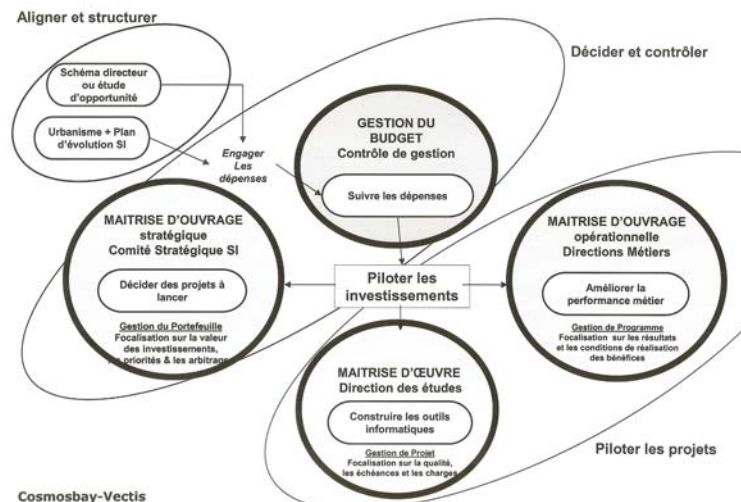 Aligner et structurer
Décider et contrôler
Schéma directeur
ou étude
d'opportunité
Urbanisme + Plan
d'évolution SI
Engager
Les
dépenses
GESTION DU
BUDGET
Contrôle de gestion
Suivre les dépenses
MAITRISE D'OUVRAGE
stratégique
Comité Stratégique SI
Décider des projets à
lancer
Gestion du Portefeuille
Focalisation sur la valeur
des investissements,
priorités & les arbitrag
Piloter les
investissements
MAITRISE D'OUVRAGE
opérationnelle
Directions Métiers
Améliorer la
performance métier
Gestion de Programme
Focalisation sur les résultats
et les conditions de réalisation
des bénéfices
MAITRISE D'ŒUVRE
Direction des études
Construire les outils
informatiques
Gestion de Projet
Focalisation sur la qualité,
les échéances et les charges
Piloter les projets
Cosmosbay-Vectis